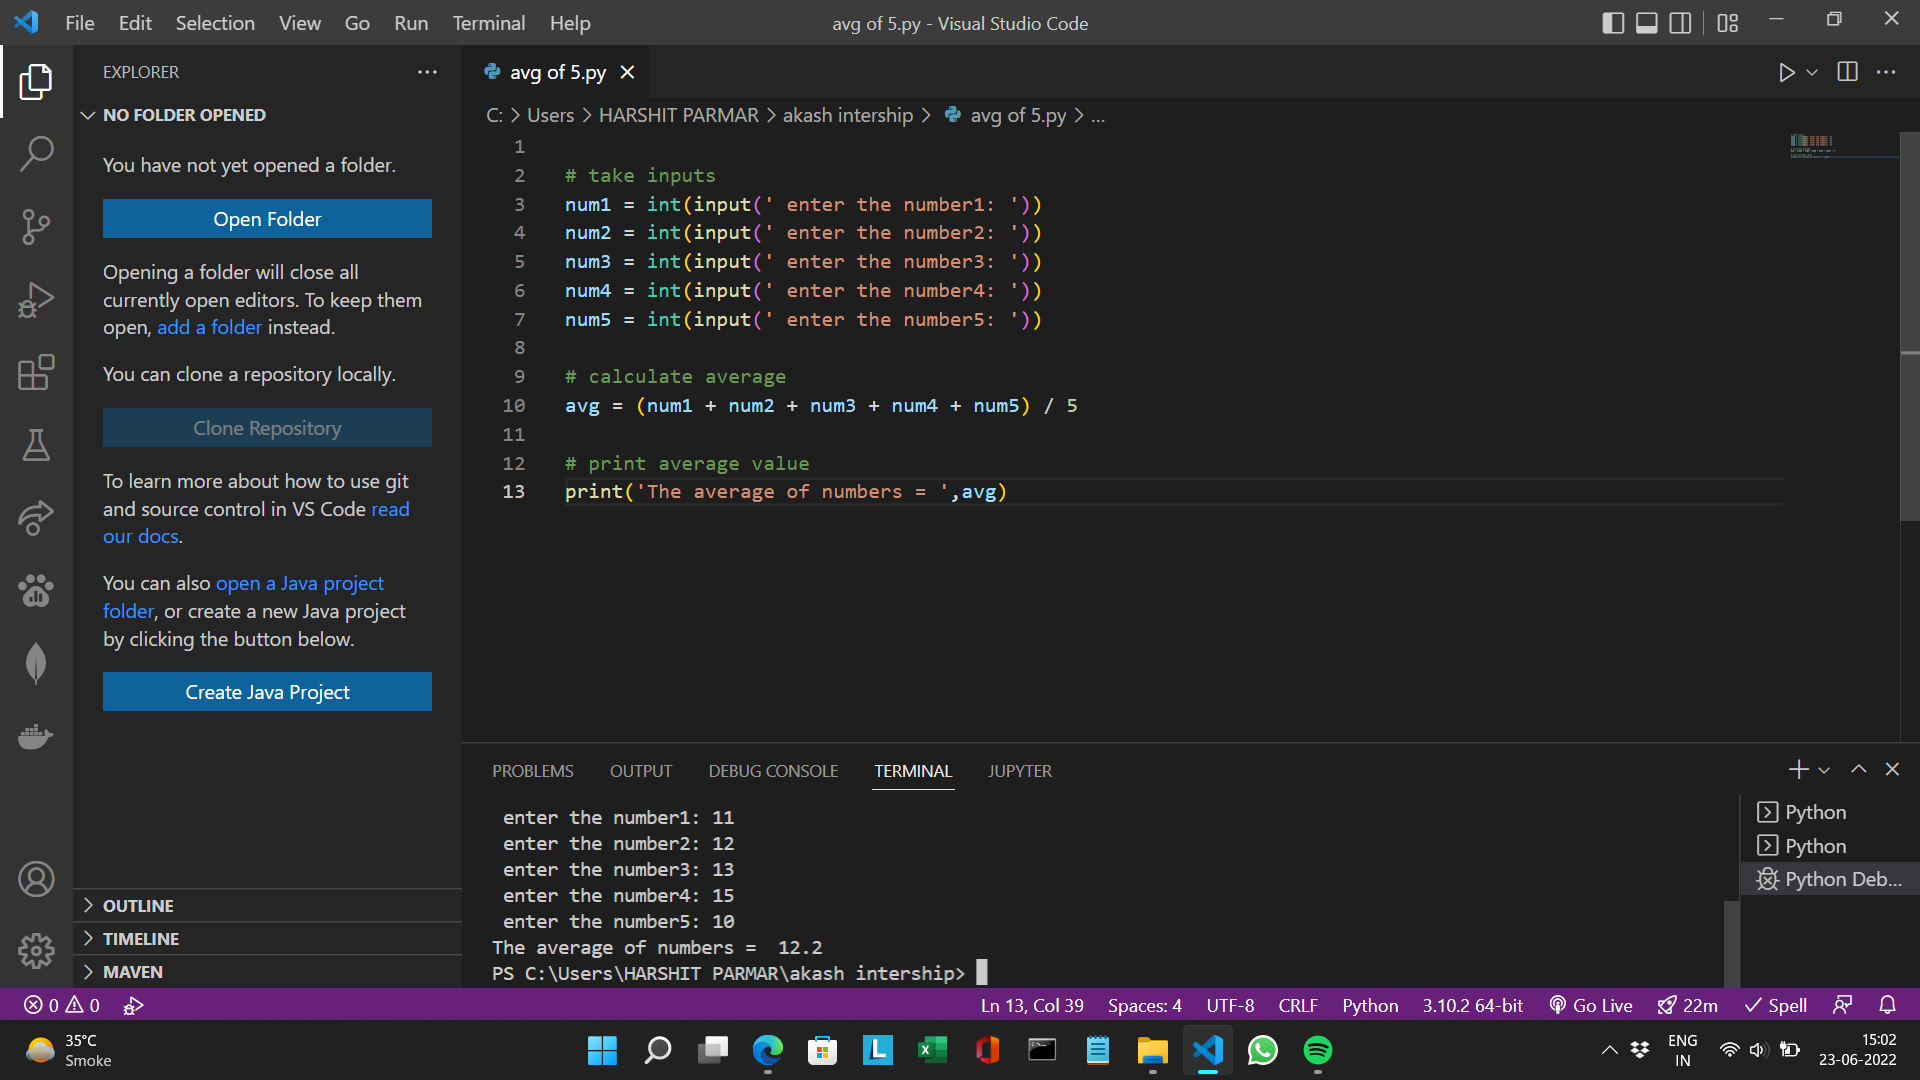 File Edit Selection View Go Run Terminal Help
avg of 5.py - Visual Studio Code
EXPLORER
NO FOLDER OPENED
You have not yet opened a folder.
Open Folder
Opening a folder will close all
currently open editors. To keep them
open, add a folder instead.
You can clone a repository locally.
Clone Repository
To learn more about how to use git
and source control in VS Code read
our docs.
You can also open a Java project
folder, or create a new Java project
by clicking the button below.
Create Java Project
OUTLINE
TIMELINE
MAVEN
avg of 5.py
C: > Users > HARSHIT PARMAR > akash intership > avg of 5.py > ...
1
2 # take inputs
3 num1 = int(input(' enter the number1: '))
4 num2 = int(input(' enter the number2: '))
5 num3 = int(input(' enter the number3: '))
6 num4 = int(input(' enter the number4: '))
7 num5 = int(input(' enter the number5: '))
8
9 # calculate average
10 avg = (num1 + num2 + num3 + num4 + num5) / 5
11
12 # print average value
13 print('The average of numbers = ',avg)
PROBLEMS OUTPUT DEBUG CONSOLE TERMINAL JUPYTER
enter the number1: 11
enter the number2: 12
enter the number3: 13
enter the number4: 15
enter the number5: 10
The average of numbers =  12.2
PS C:\Users\HARSHIT PARMAR\akash intership>
Python
Python
Python Deb...
0 0
Ln 13, Col 39 Spaces: 4 UTF-8 CRLF Python 3.10.2 64-bit Go Live 22m Spell
35°C
Smoke
L
ENG
IN
15:02
23-06-2022